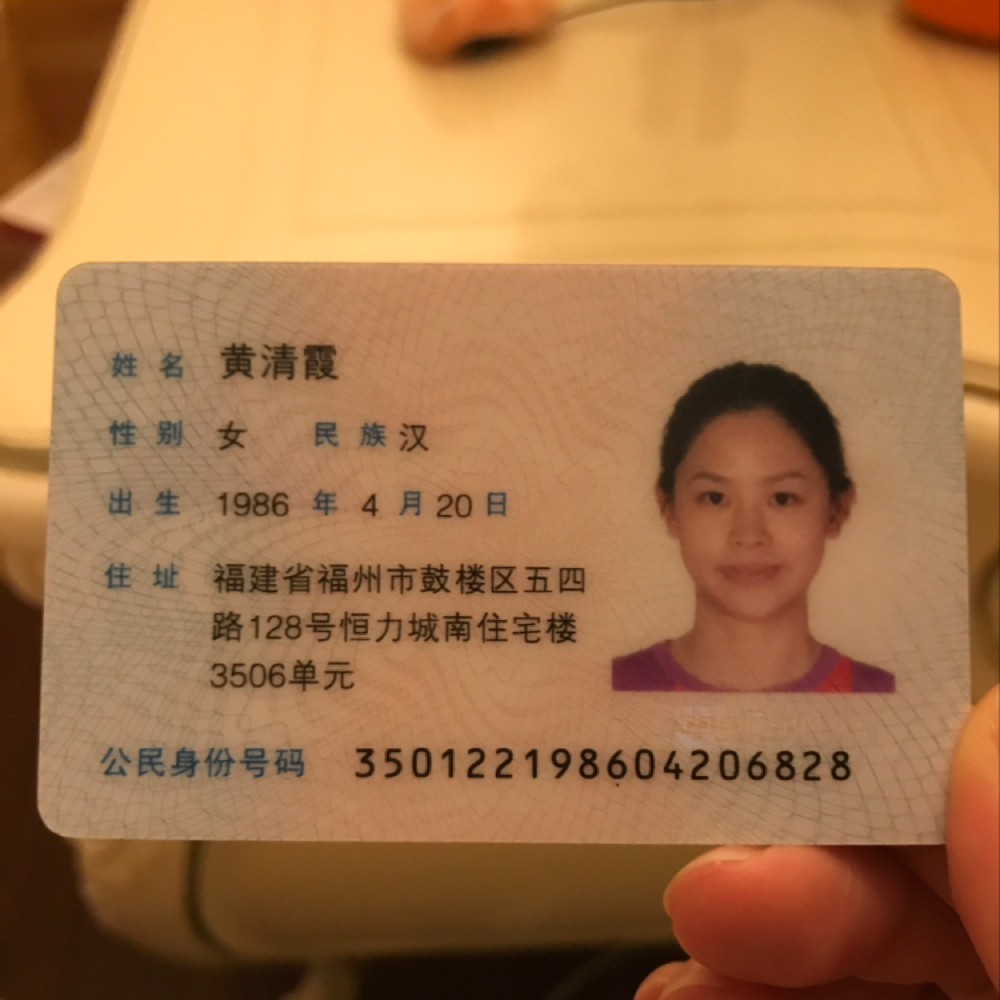 姓名 黄清霞
性别 女 民族 汉
出生 1986 年 4 月 20 日
住址 福建省福州市鼓楼区五四
路128号恒力城南住宅楼
3506单元
公民身份号码 350122198604206828